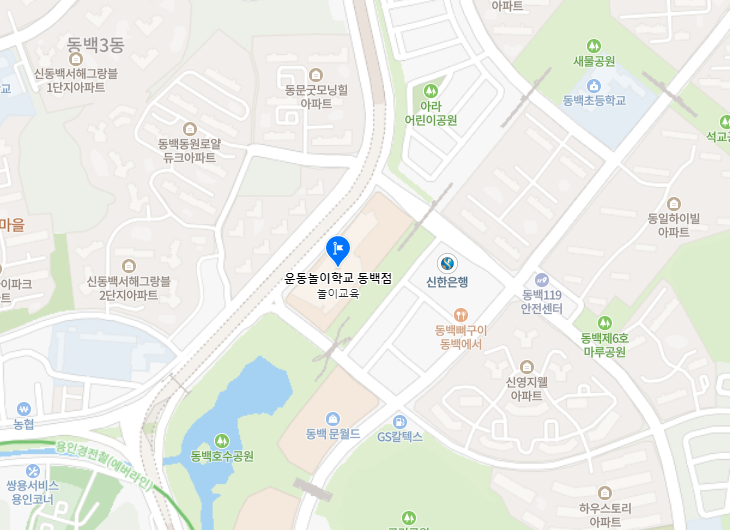 아파트
동백3동
새물공원
신동백서해그랑블
1단지아파트
동문굿모닝힐
아파트
동백초등학교
아라
어린이공원
동백동원로얄
듀크아파트
동일하이빌
아파트
마을
운동놀이학교 동백점
놀이교육
신동백서해그랑블
2단지아파트
신한은행
동백119
안전센터
동백뼈구이
동백에서
동백제6호
마루공원
신영지웰
아파트
농협
동백 문월드
GS칼텍스
동백호수공원
용인경전철(에버라인)
쌍용서비스
용인코너
하우스토리
아파트